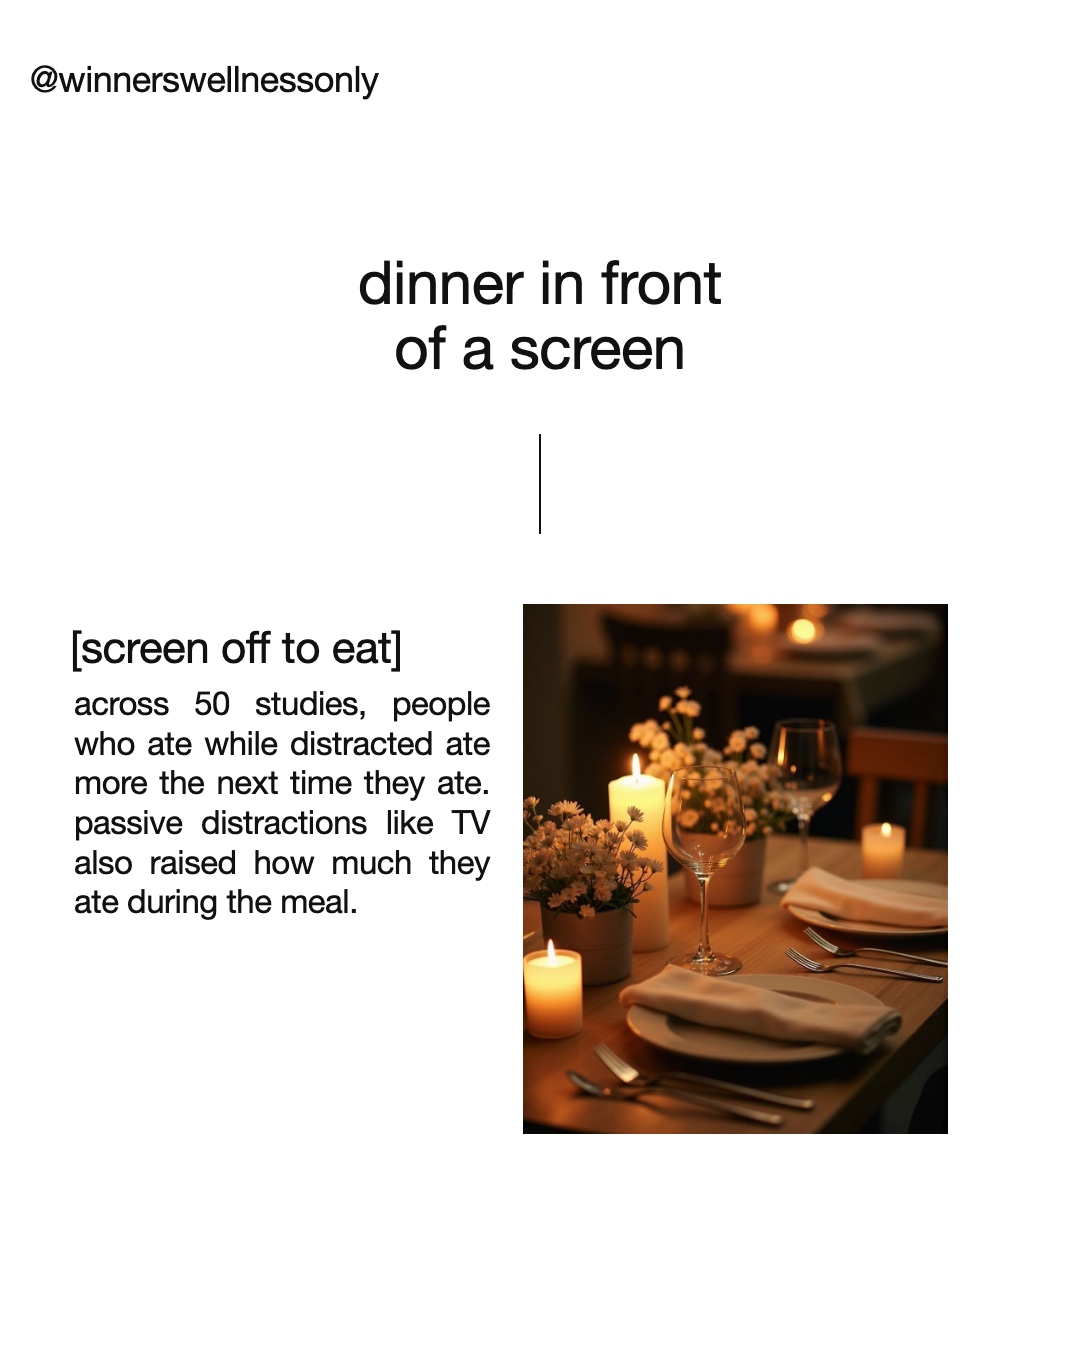 @winnerswellnessonly
dinner in front
of a screen
[screen off to eat]
across 50 studies, people
who ate while distracted ate
more the next time they ate.
passive distractions like TV
also raised how much they
ate during the meal.